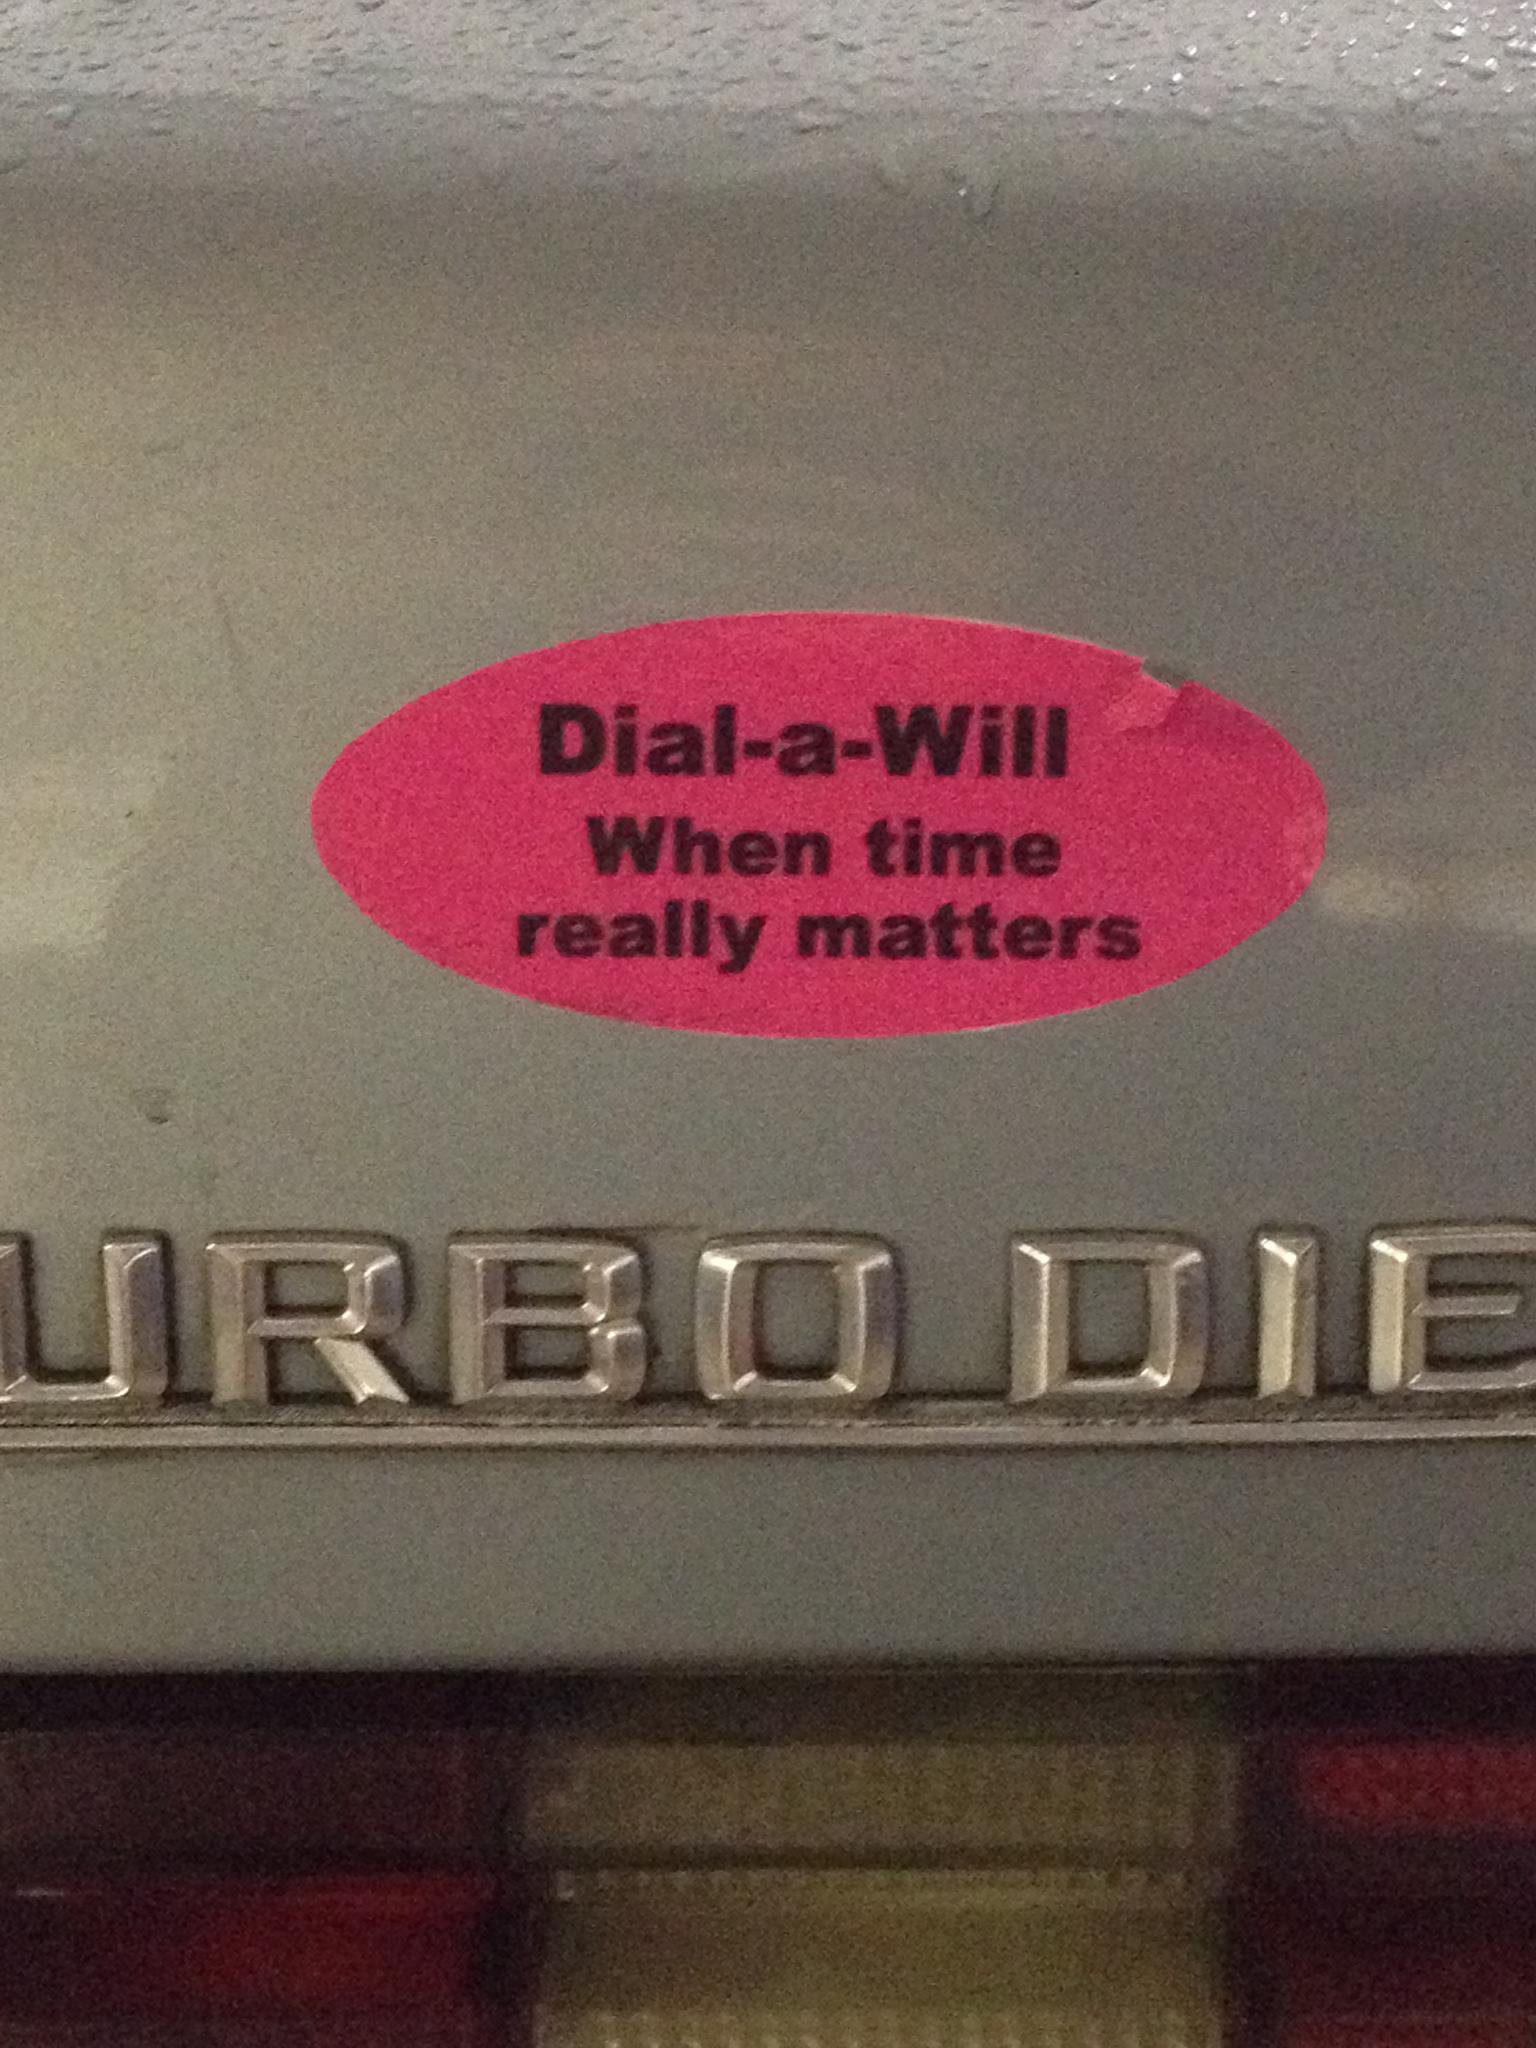 Dial-a-Will
When time
really matters
URBO DIE